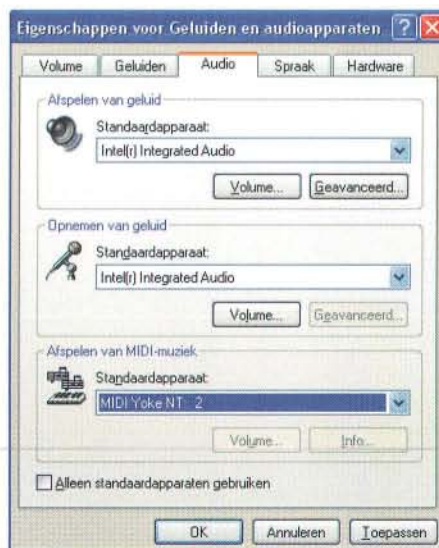 Eigenschappen voor Geluiden en audioapparaten
Volume Geluiden Audio Spraak Hardware
Afspelen van geluid
Standaardapparaat:
Intel(r) Integrated Audio
Volume... Geavanceerd...
Opnemen van geluid
Standaardapparaat:
Intel(r) Integrated Audio
Volume... Geavanceerd...
Afspelen van MIDI-muziek
Standaardapparaat:
MIDI Yoke NT: 2
Volume... Info...
Alleen standaardapparaten gebruiken
OK Annuleren Toepassen